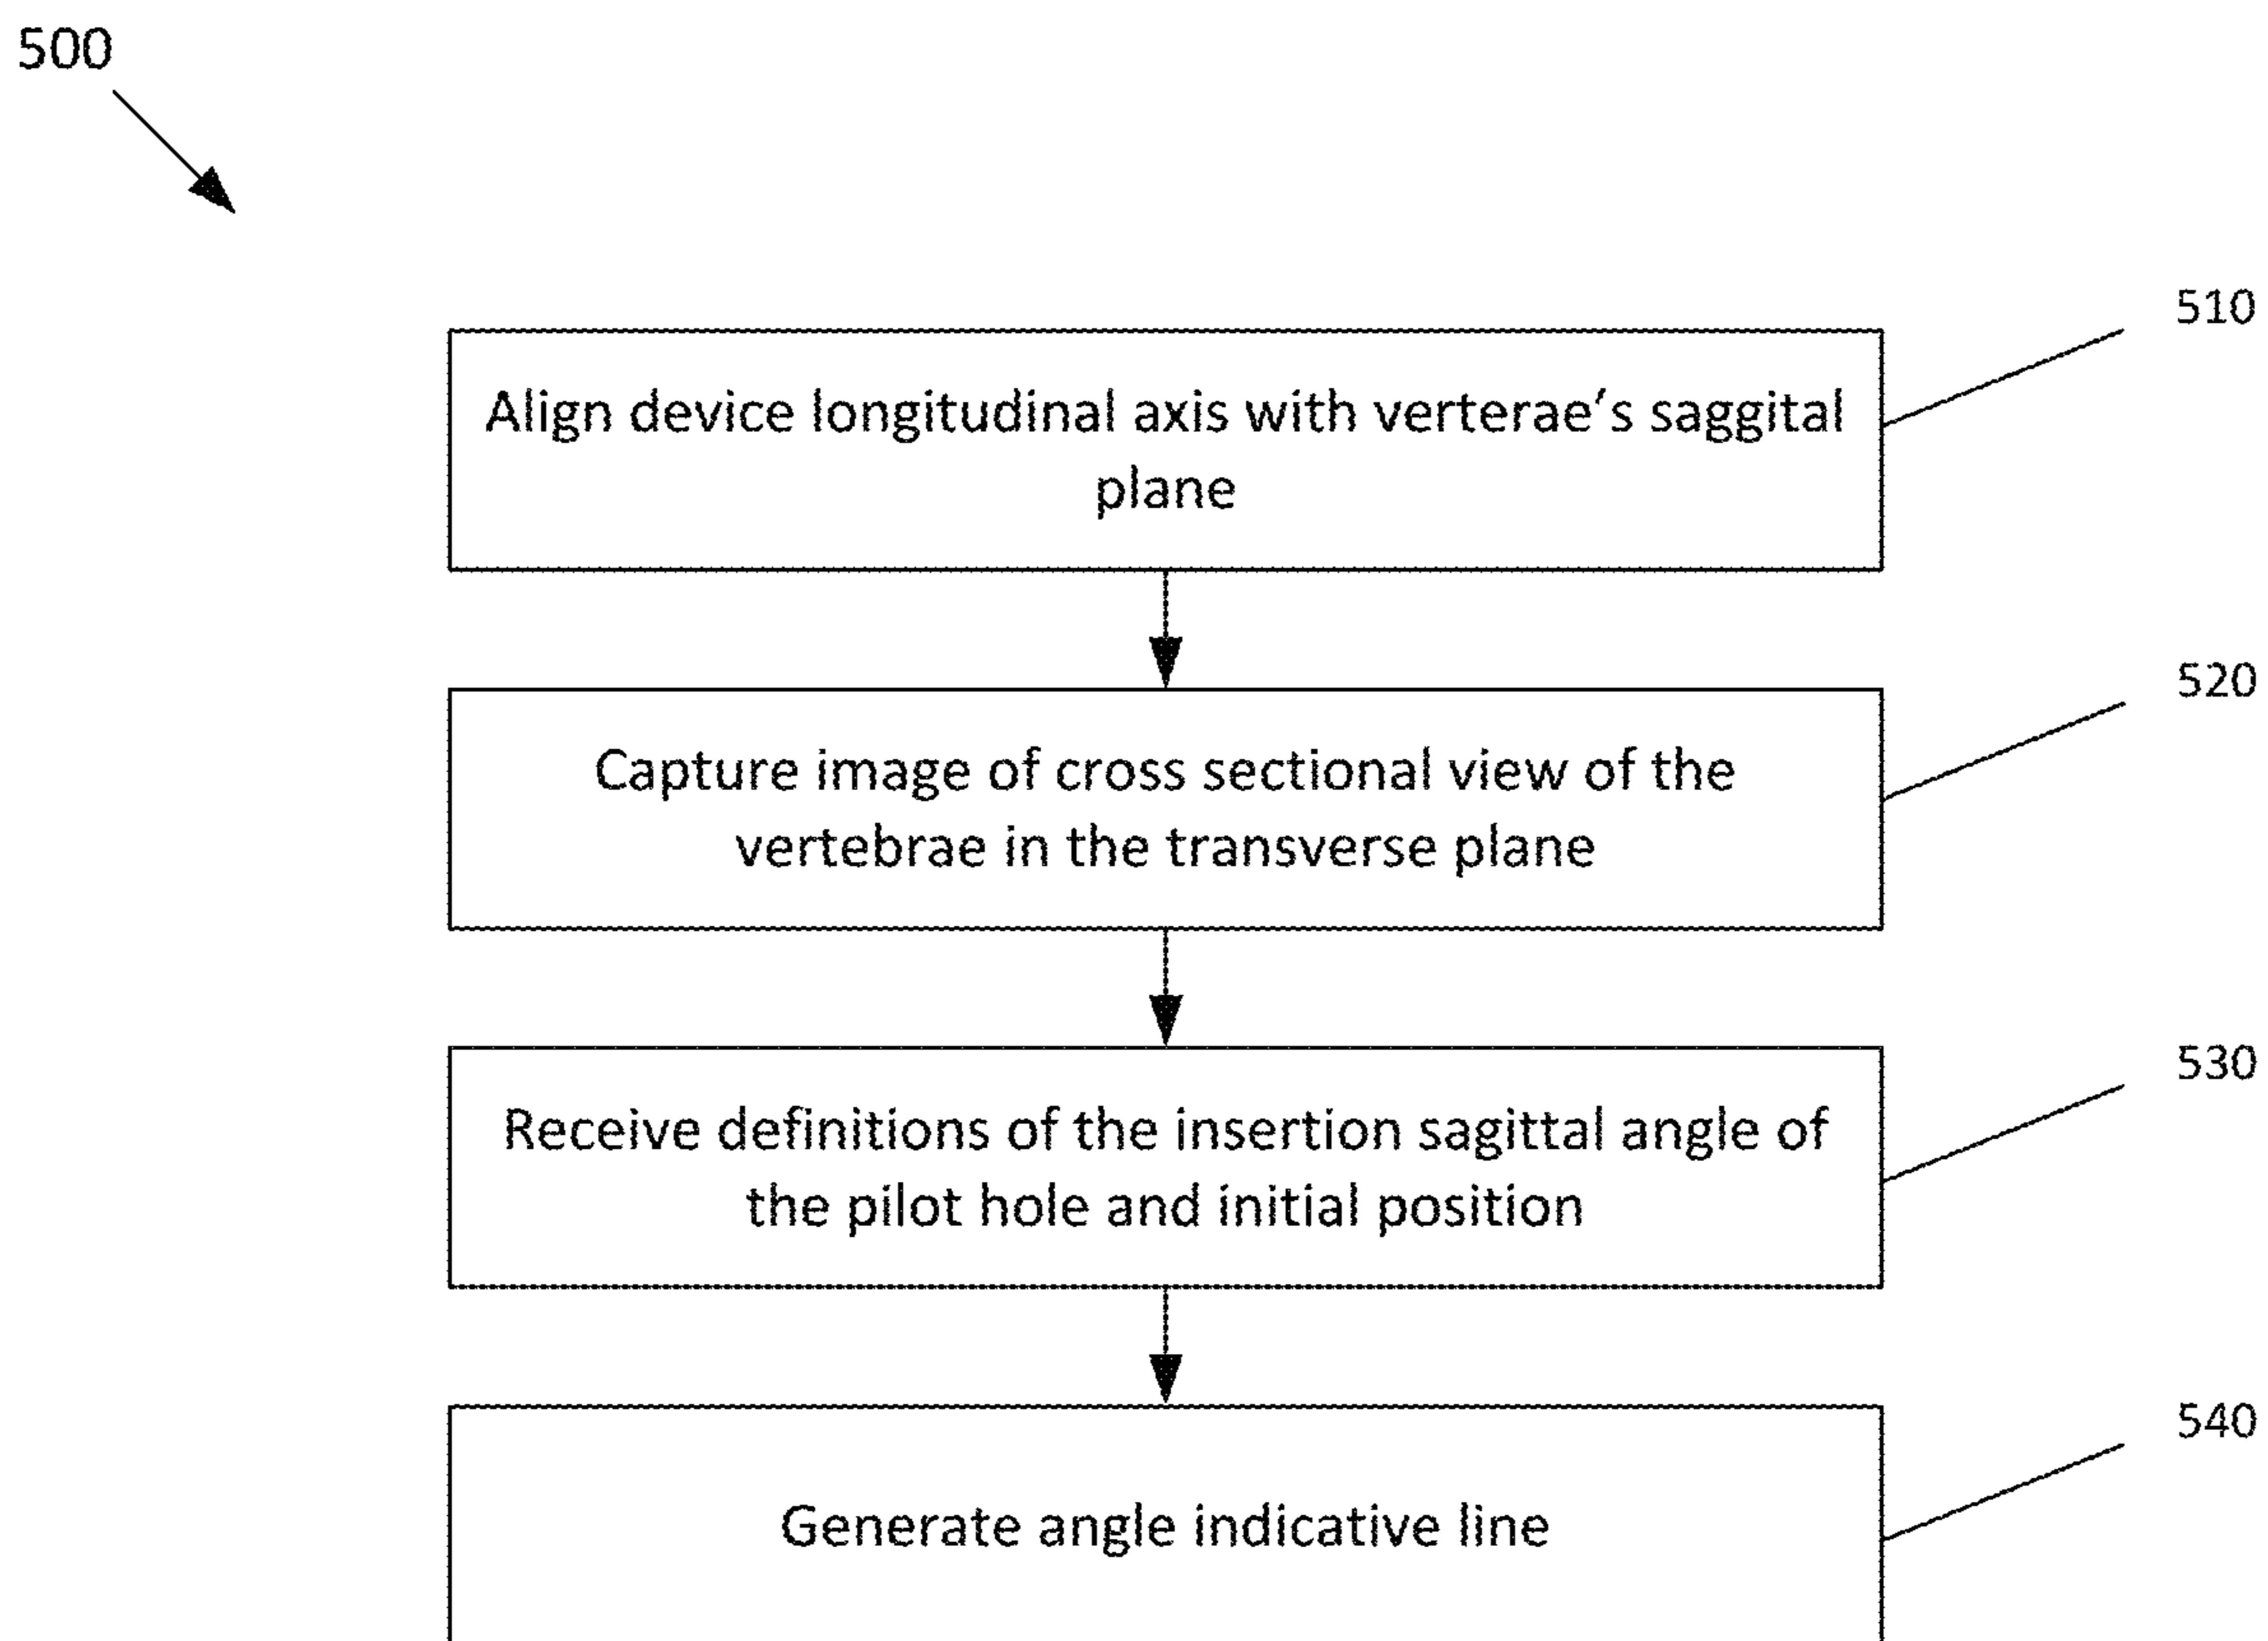 500
510
Align device longitudinal axis with verterae's saggital
plane
520
Capture image of cross sectional view of the
vertebrae in the transverse plane
530
Receive definitions of the insertion sagittal angle of
the pilot hole and initial position
540
Generate angle indicative line